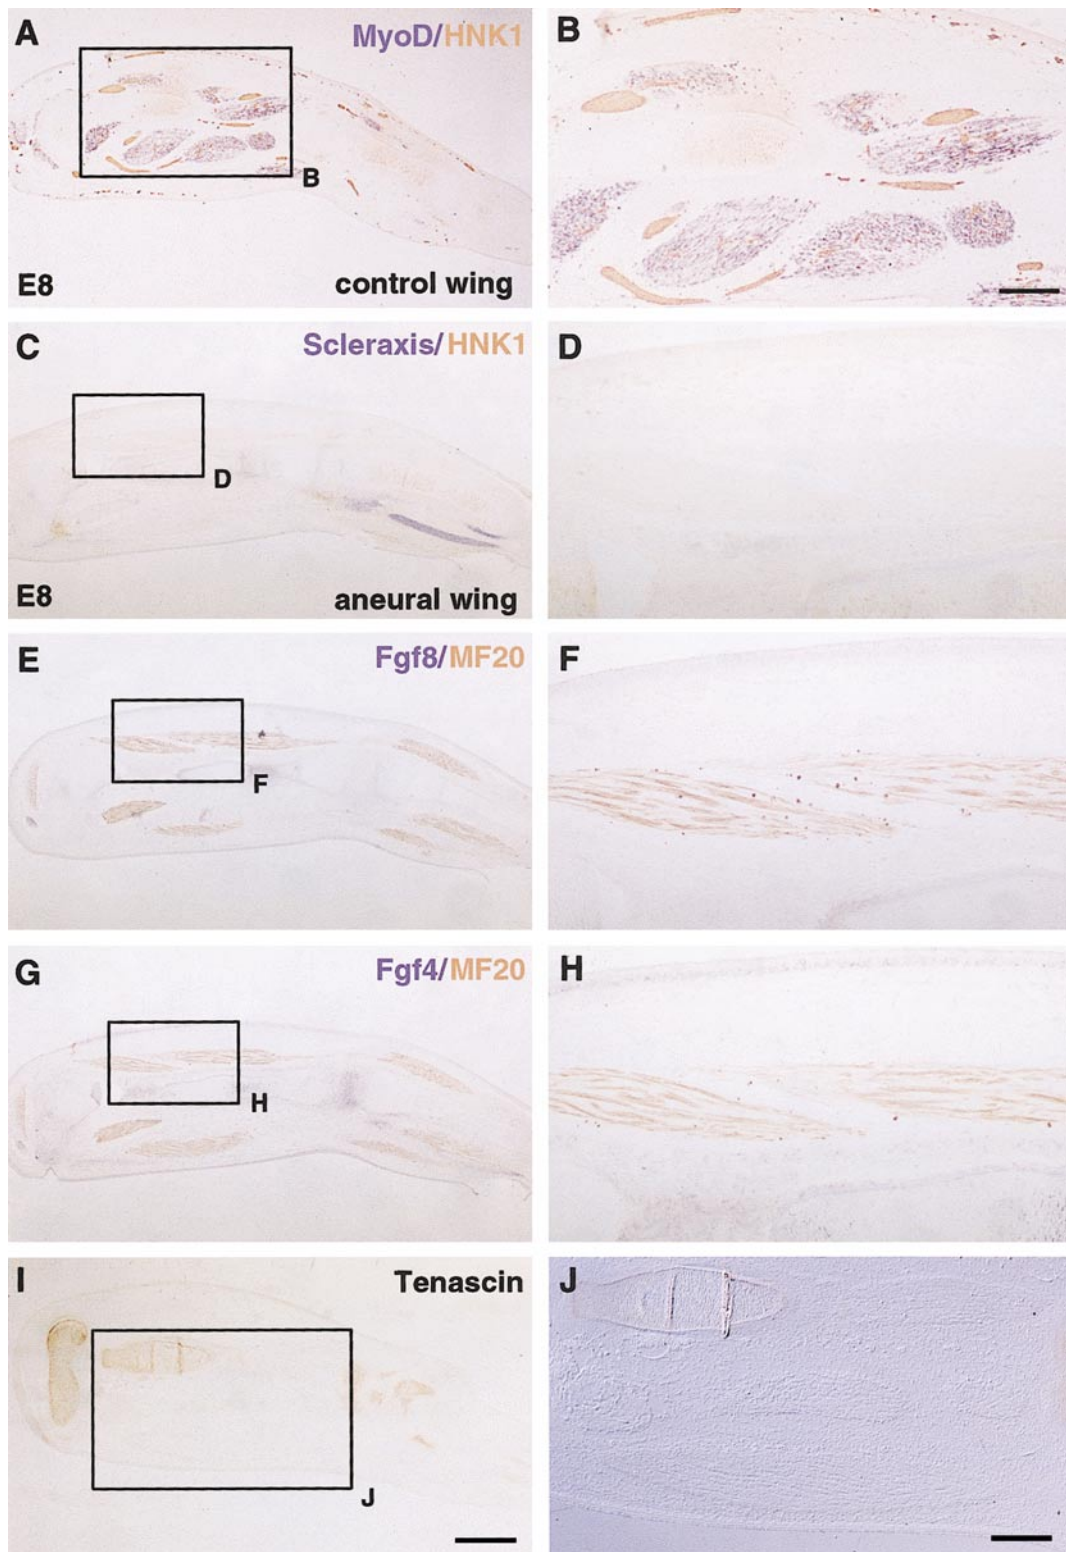 A MyoD/HNK1
B
B
E8 control wing
C Scleraxis/HNK1
D
D
E8 aneural wing
E Fgf8/MF20
F
F
G Fgf4/MF20
H
H
I Tenascin
J
J